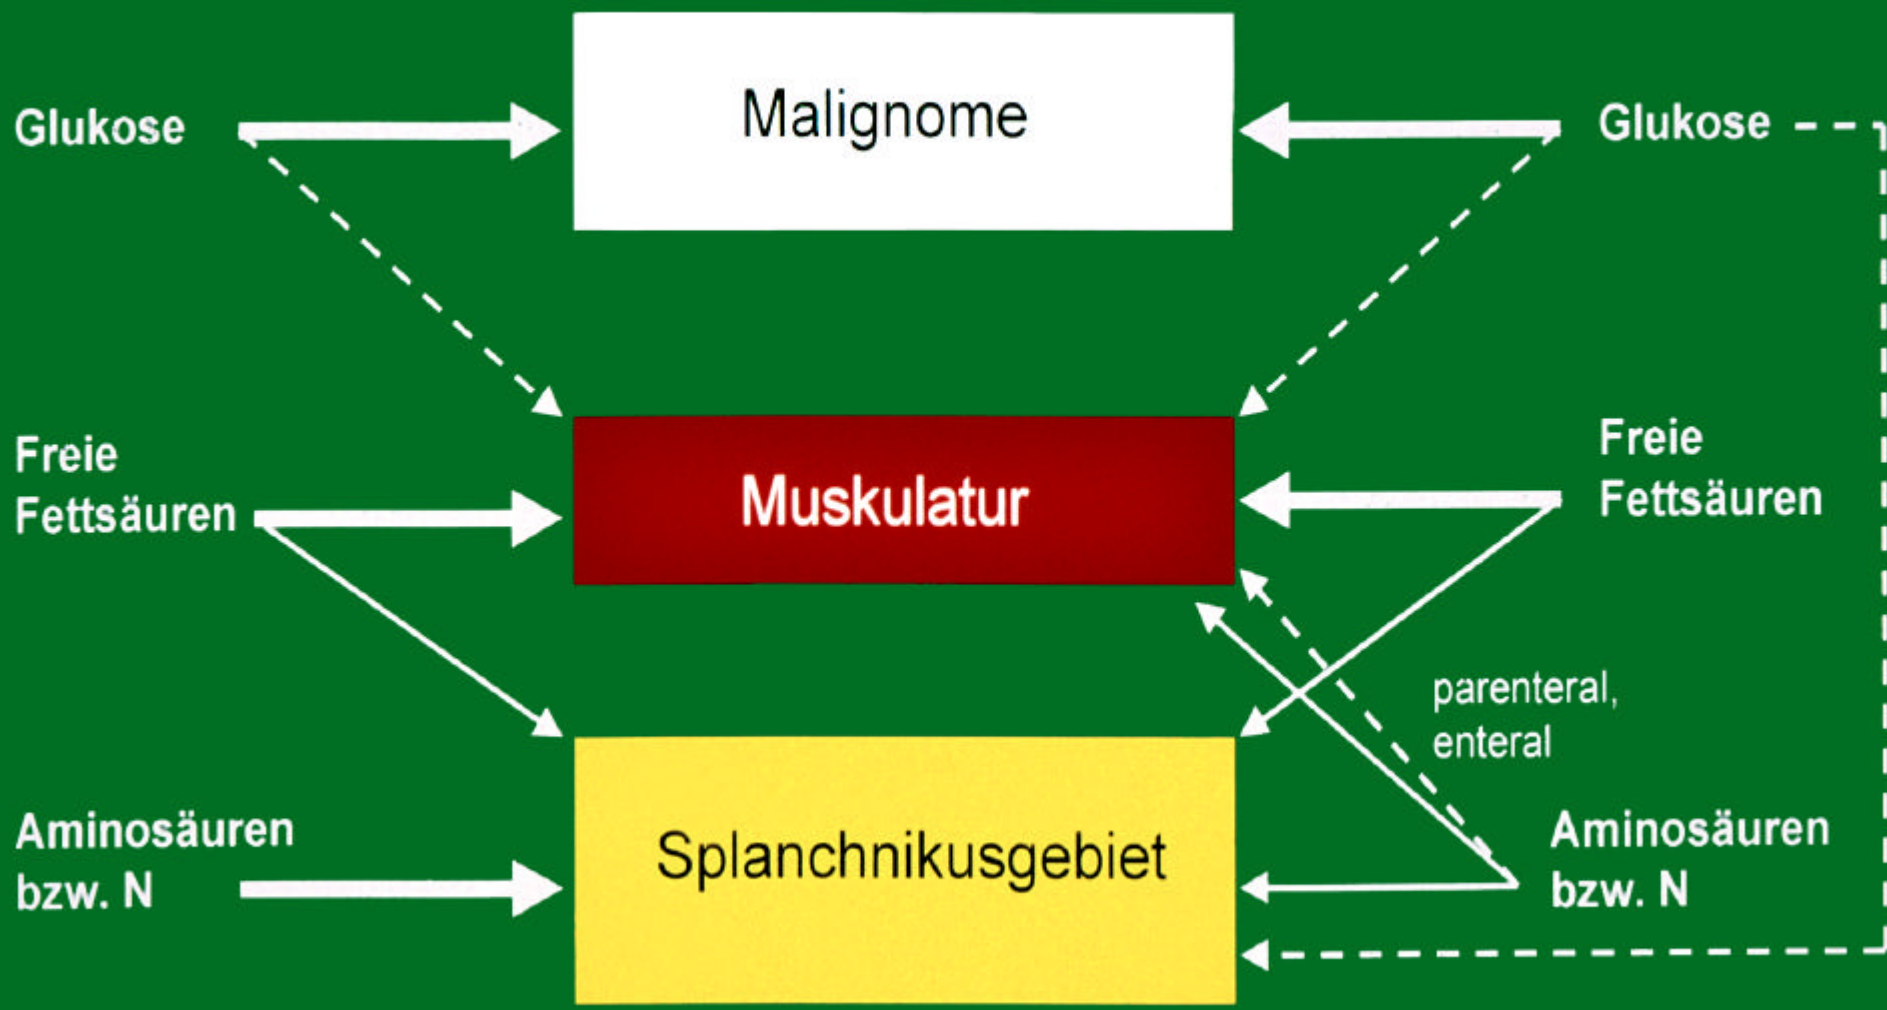 Malignome
Glukose
Glukose
Freie
Fettsäuren
Muskulatur
Freie
Fettsäuren
parenteral,
enteral
Aminosäuren
bzw. N
Splanchnikusgebiet
Aminosäuren
bzw. N